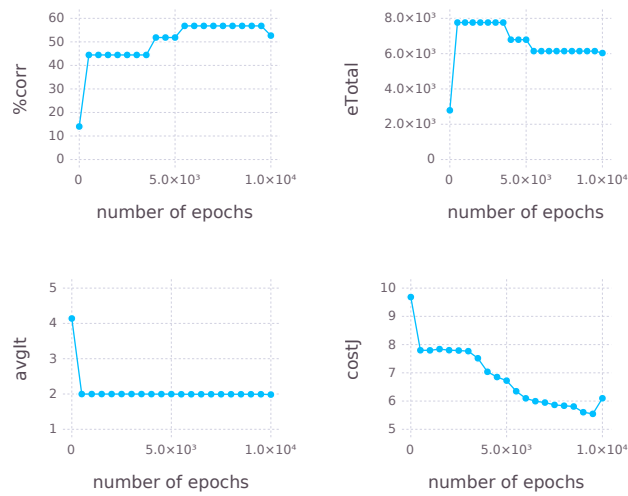 %corr
60
50
40
30
20
10
0
0 5.0×10³ 1.0×10⁴
number of epochs
eTotal
8.0×10³
6.0×10³
4.0×10³
2.0×10³
0
0 5.0×10³ 1.0×10⁴
number of epochs
avgIt
5
4
3
2
1
0 5.0×10³ 1.0×10⁴
number of epochs
costJ
10
9
8
7
6
5
0 5.0×10³ 1.0×10⁴
number of epochs